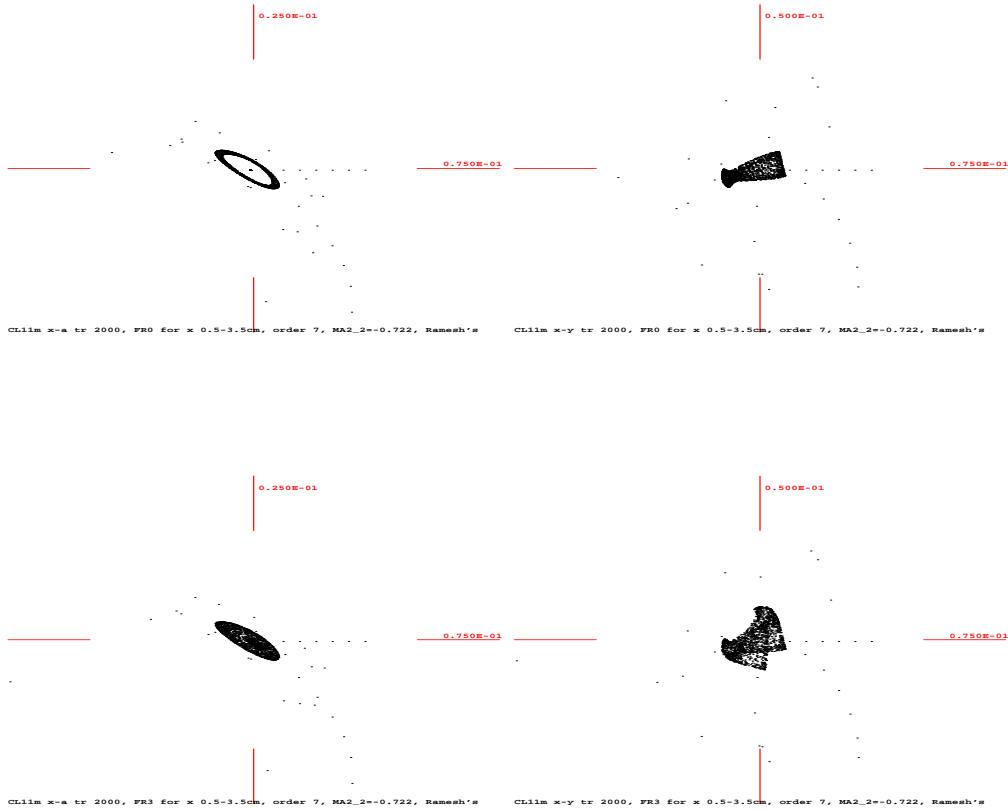 0.250E-01
0.500E-01
0.750E-01
0.750E-01
CL11m x-a tr 2000, FR0 for x 0.5-3.5cm, order 7, MA2_2=-0.722, Ramesh's
CL11m x-y tr 2000, FR0 for x 0.5-3.5cm, order 7, MA2_2=-0.722, Ramesh's
0.250E-01
0.500E-01
0.750E-01
0.750E-01
CL11m x-a tr 2000, FR3 for x 0.5-3.5cm, order 7, MA2_2=-0.722, Ramesh's
CL11m x-y tr 2000, FR3 for x 0.5-3.5cm, order 7, MA2_2=-0.722, Ramesh's